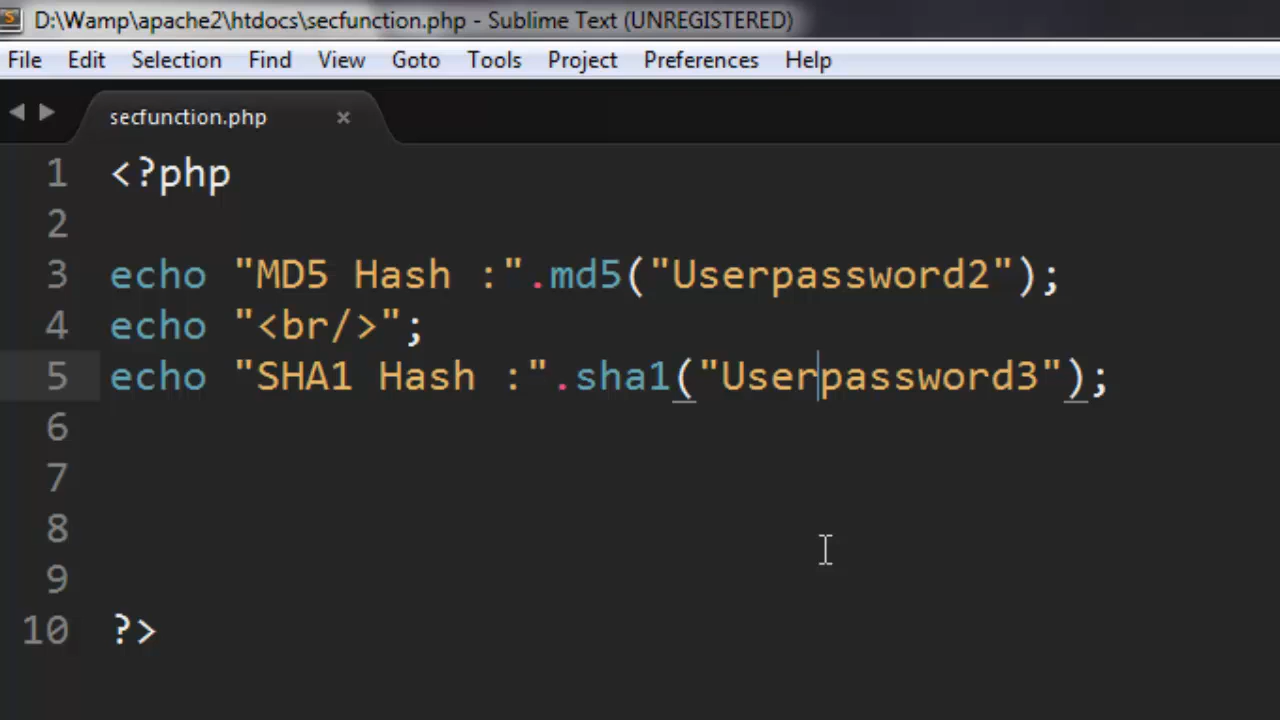 D:\Wamp\apache2\htdocs\secfunction.php - Sublime Text (UNREGISTERED)
File Edit Selection Find View Goto Tools Project Preferences Help
secfunction.php ×
1 <?php
2
3 echo "MD5 Hash :".md5("Userpassword2");
4 echo "<br/>";
5 echo "SHA1 Hash :".sha1("Userpassword3");
6
7
8
9
10 ?>